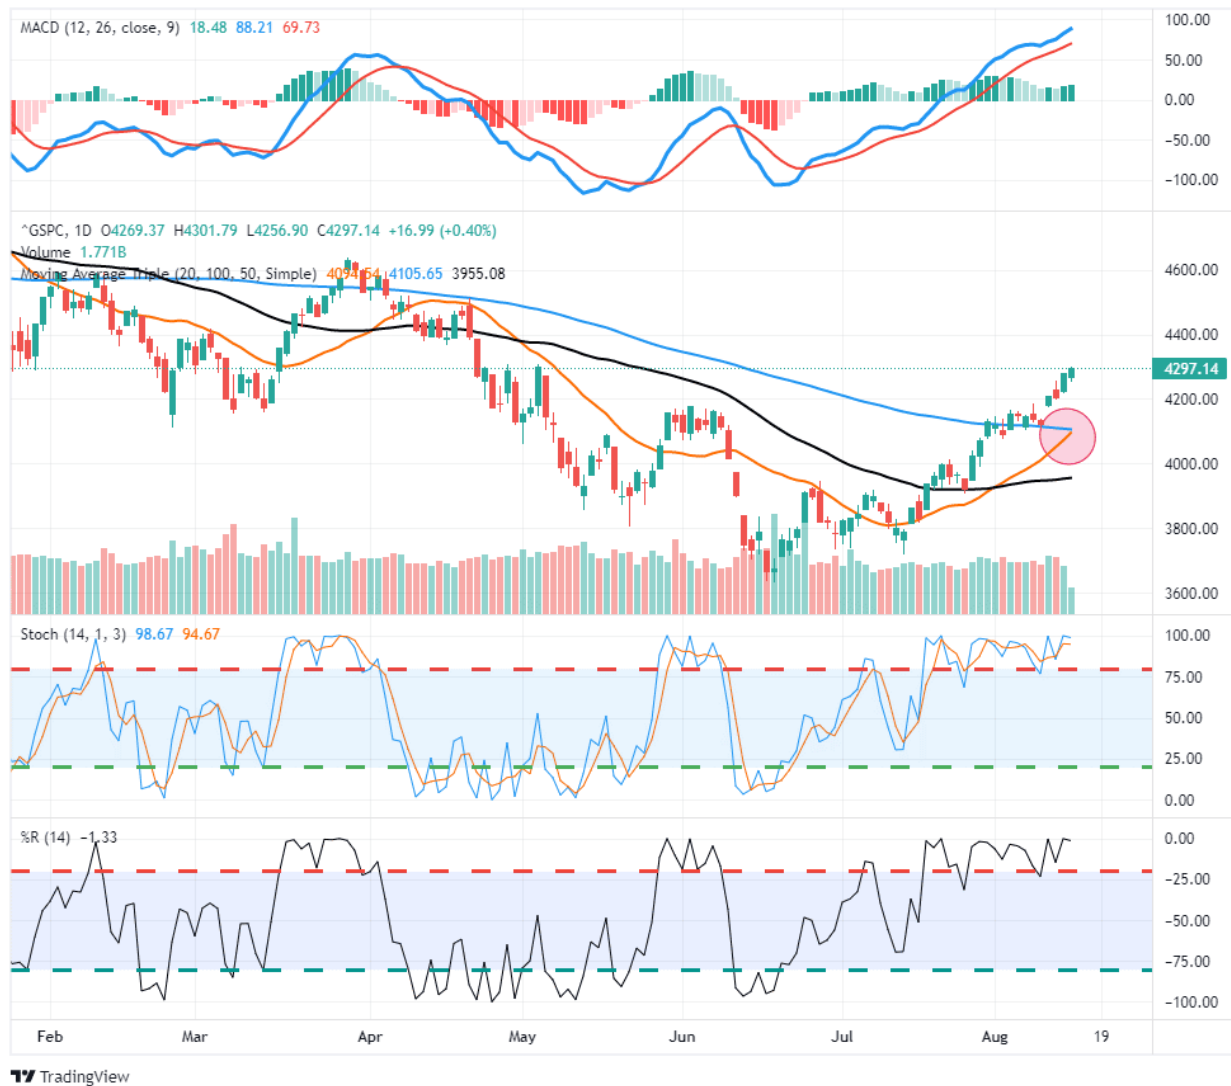 MACD (12, 26, close, 9) 18.48 88.21 69.73
100.00
50.00
0.00
−50.00
−100.00
^GSPC, 1D O4269.37 H4301.79 L4256.90 C4297.14 +16.99 (+0.40%)
Volume 1.771B
Moving Average Triple (20, 100, 50, Simple) 4094.54 4105.65 3955.08
4600.00
4400.00
4297.14
4200.00
4000.00
3800.00
3600.00
Stoch (14, 1, 3) 98.67 94.67
100.00
75.00
50.00
25.00
0.00
%R (14) −1.33
0.00
−25.00
−50.00
−75.00
−100.00
Feb Mar Apr May Jun Jul Aug 19
TradingView